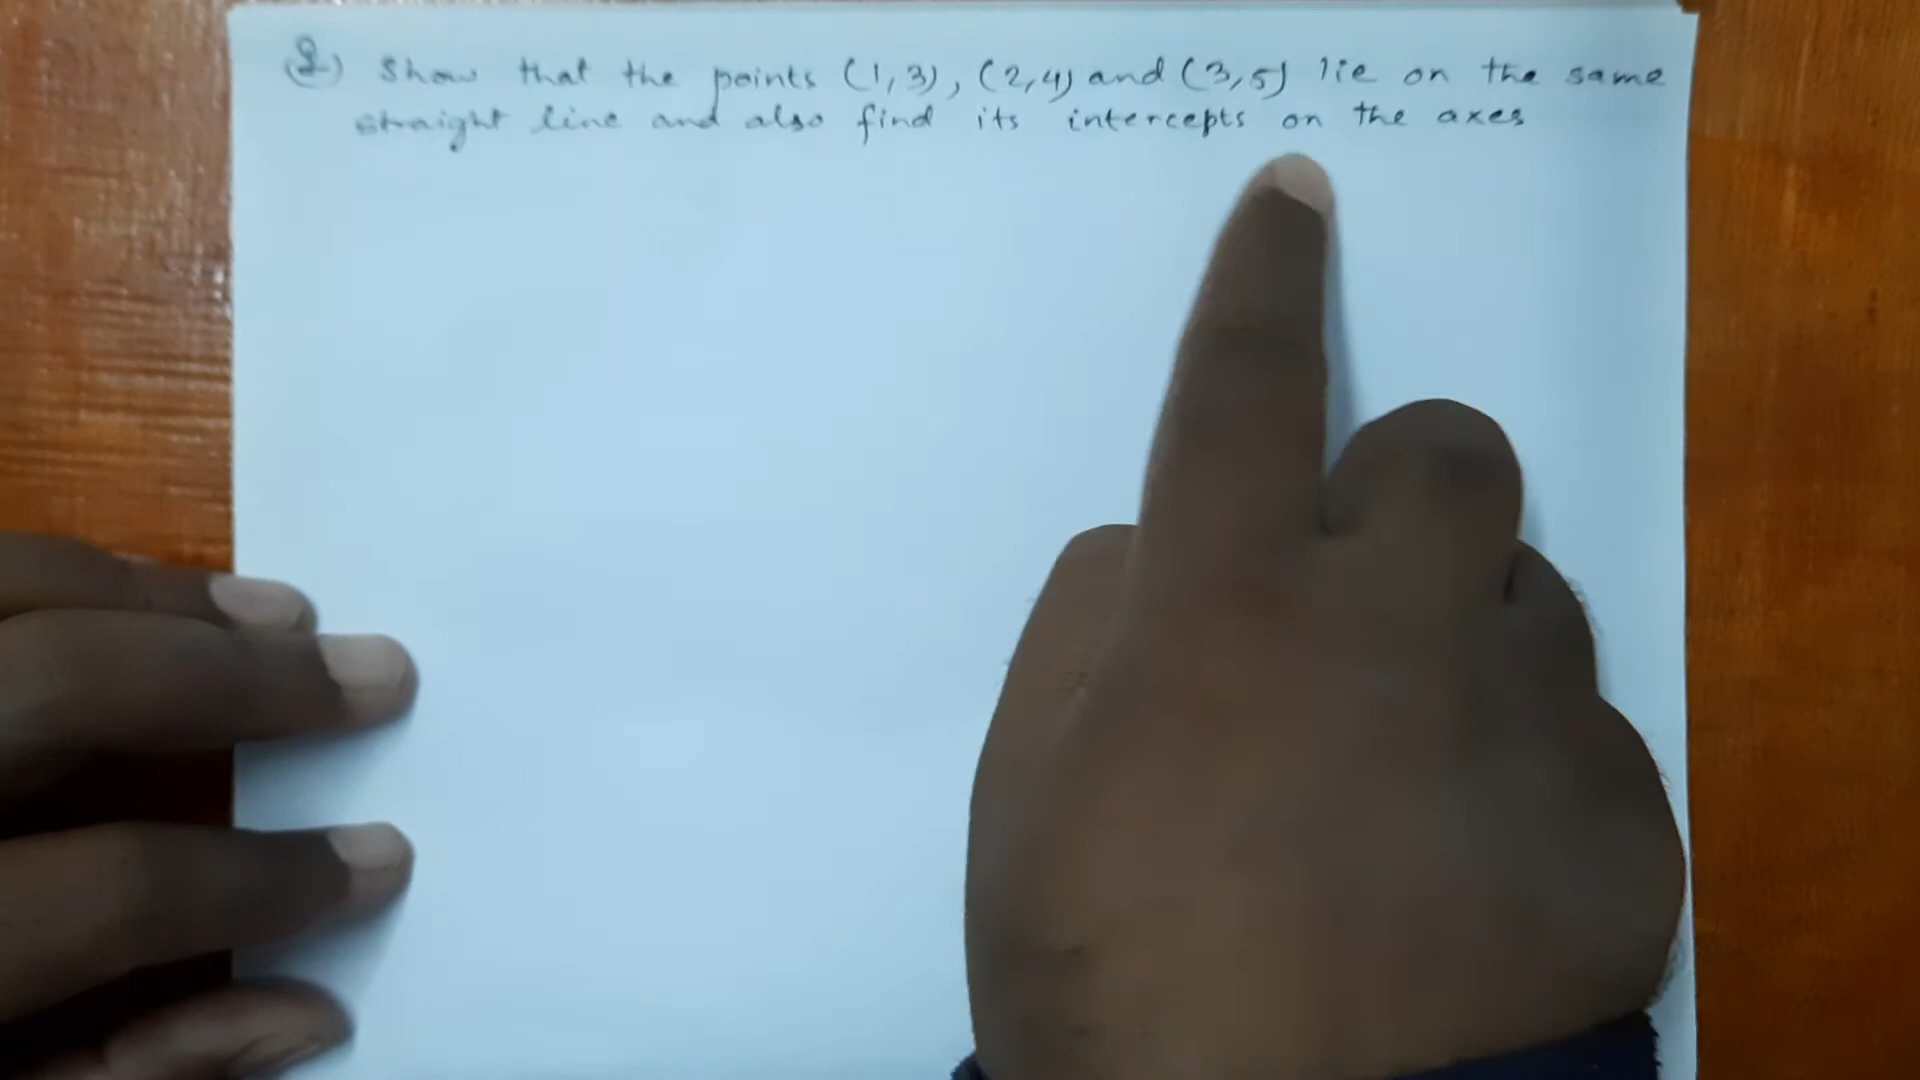 Q) Show that the points (1,3), (2,4) and (3,5) lie on the same
straight line and also find its intercepts on the axes